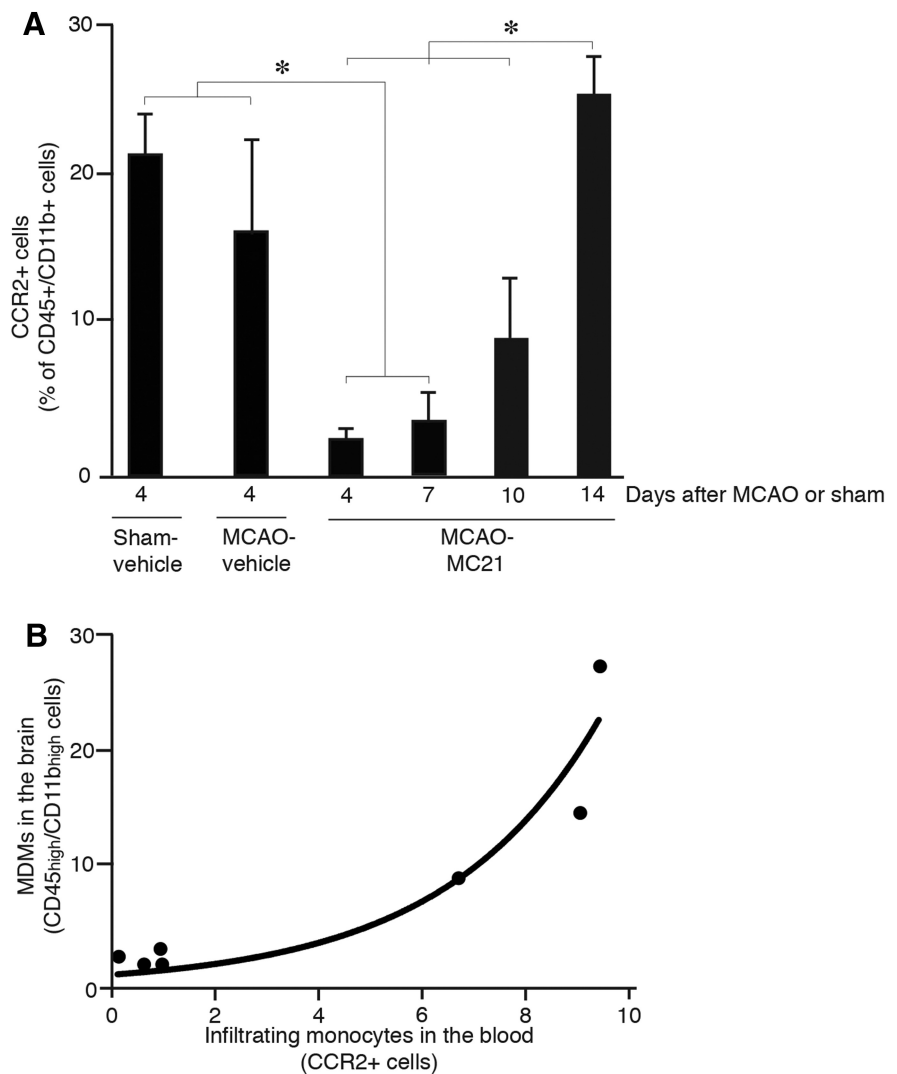 A
30
20
10
0
CCR2+ cells
(% of CD45+/CD11b+ cells)
*
*
4
4
4
7
10
14
Days after MCAO or sham
Sham-
vehicle
MCAO-
vehicle
MCAO-
MC21
B
30
20
10
0
MDMs in the brain
(CD45high/CD11bhigh cells)
0
2
4
6
8
10
Infiltrating monocytes in the blood
(CCR2+ cells)